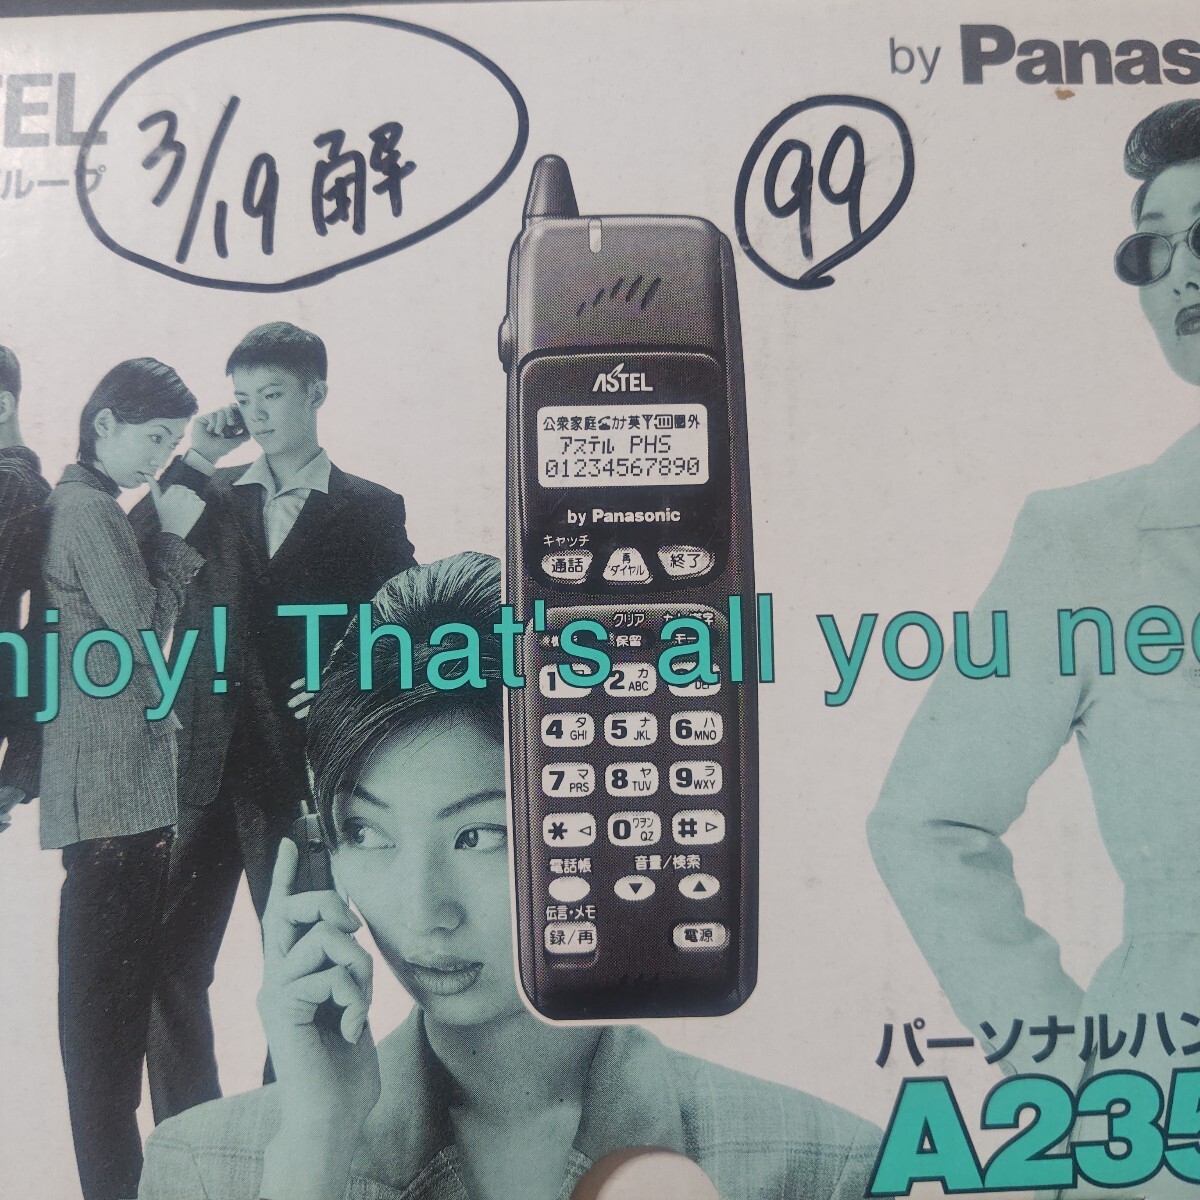 TEL
ループ
3/19 解
99
by Panas
ASTEL
公衆家庭 カナ英 圏外
アステル PHS
01234567890
by Panasonic
キャッチ
通話
再ダイヤル
終了
njoy! That's all you nee
クリア
保留
1
2 カ ABC
DEF
4 タ GHI
5 ナ JKL
6 ハ MNO
7 マ PRS
8 ヤ TUV
9 ラ WXY
* ◁
0 ワヲン QZ
# ▷
電話帳
音量/検索
▼
▲
伝言・メモ
録/再
電源
パーソナルハン
A235